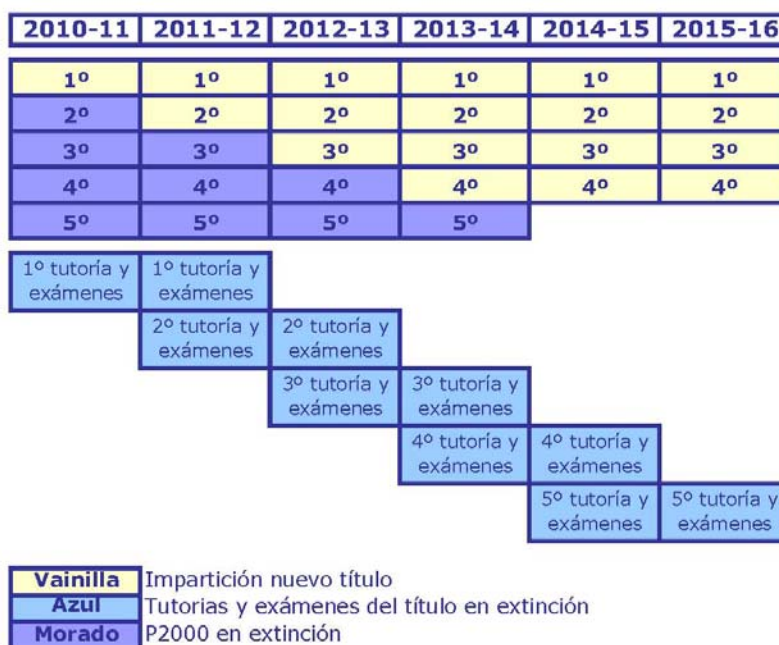 2010-11 2011-12 2012-13 2013-14 2014-15 2015-16
1º 1º 1º 1º 1º 1º
2º 2º 2º 2º 2º 2º
3º 3º 3º 3º 3º 3º
4º 4º 4º 4º 4º 4º
5º 5º 5º 5º
1º tutoría y 1º tutoría y
exámenes exámenes
2º tutoría y 2º tutoría y
exámenes exámenes
3º tutoría y 3º tutoría y
exámenes exámenes
4º tutoría y 4º tutoría y
exámenes exámenes
5º tutoría y 5º tutoría y
exámenes exámenes
Vainilla Impartición nuevo título
Azul Tutorias y exámenes del título en extinción
Morado P2000 en extinción